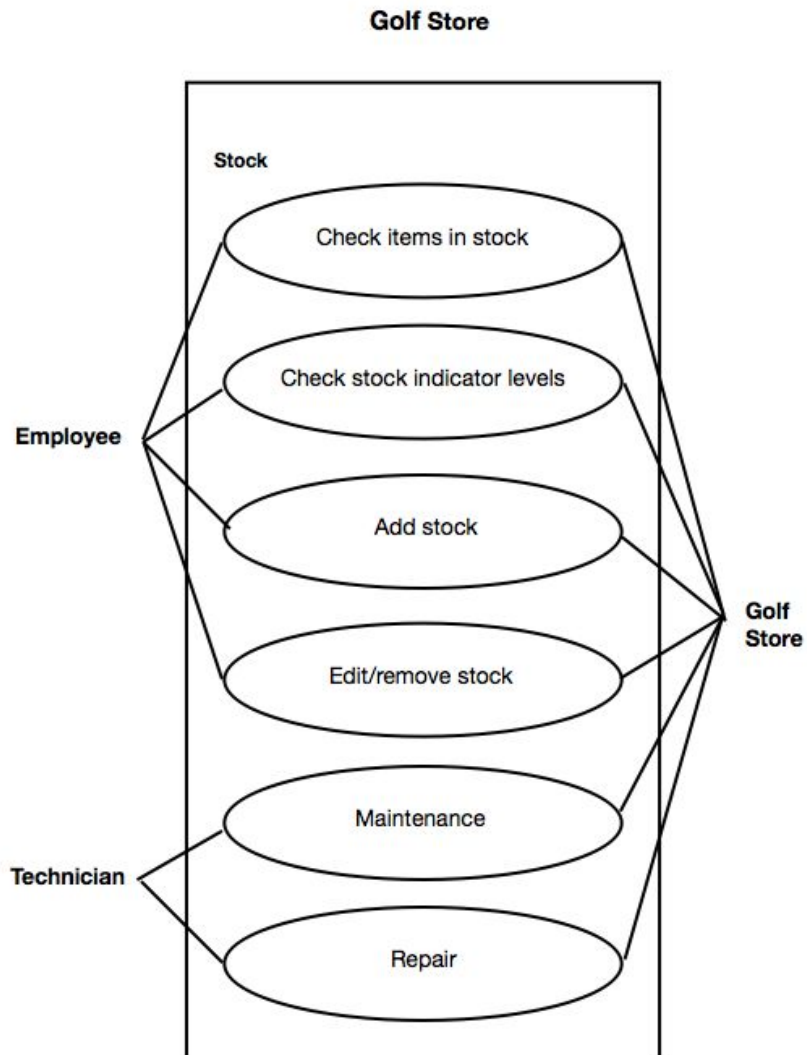 Golf Store
Stock
Check items in stock
Check stock indicator levels
Employee
Add stock
Golf
Store
Edit/remove stock
Maintenance
Technician
Repair